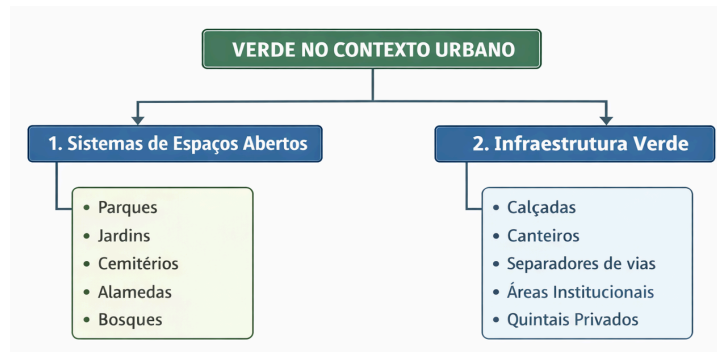 VERDE NO CONTEXTO URBANO
1. Sistemas de Espaços Abertos
• Parques
• Jardins
• Cemitérios
• Alamedas
• Bosques
2. Infraestrutura Verde
• Calçadas
• Canteiros
• Separadores de vias
• Áreas Institucionais
• Quintais Privados